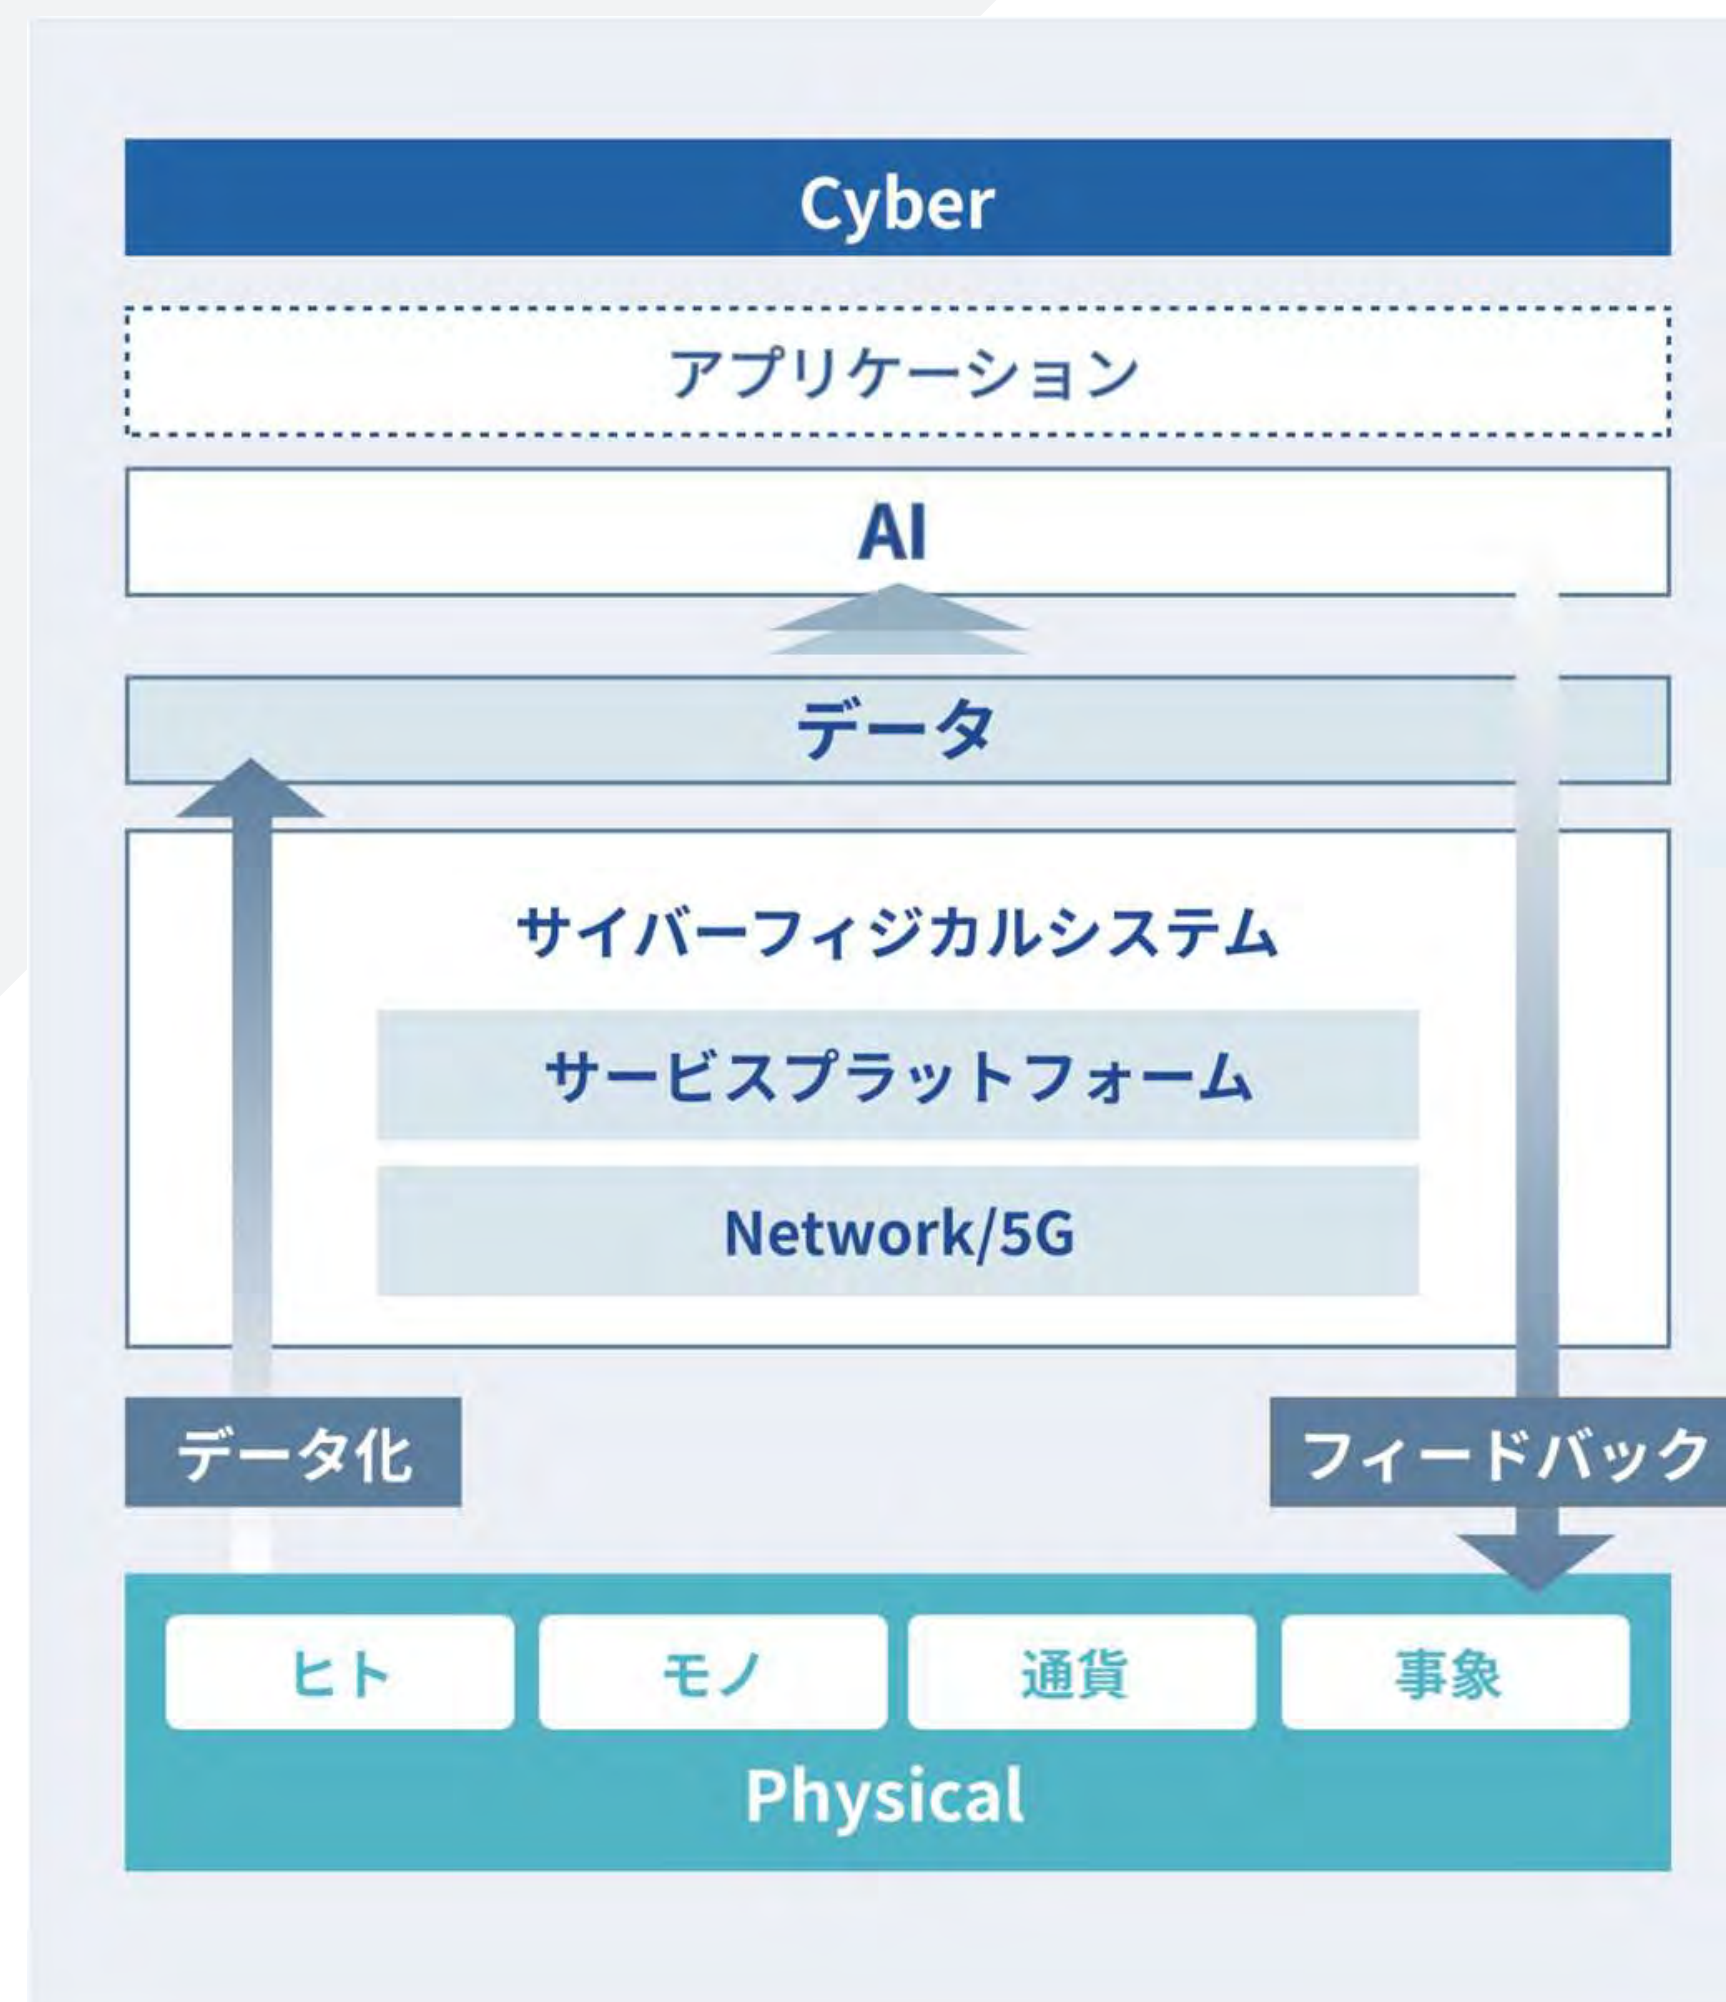 Cyber
アプリケーション
AI
データ
サイバーフィジカルシステム
サービスプラットフォーム
Network/5G
データ化
フィードバック
ヒト
モノ
通貨
事象
Physical